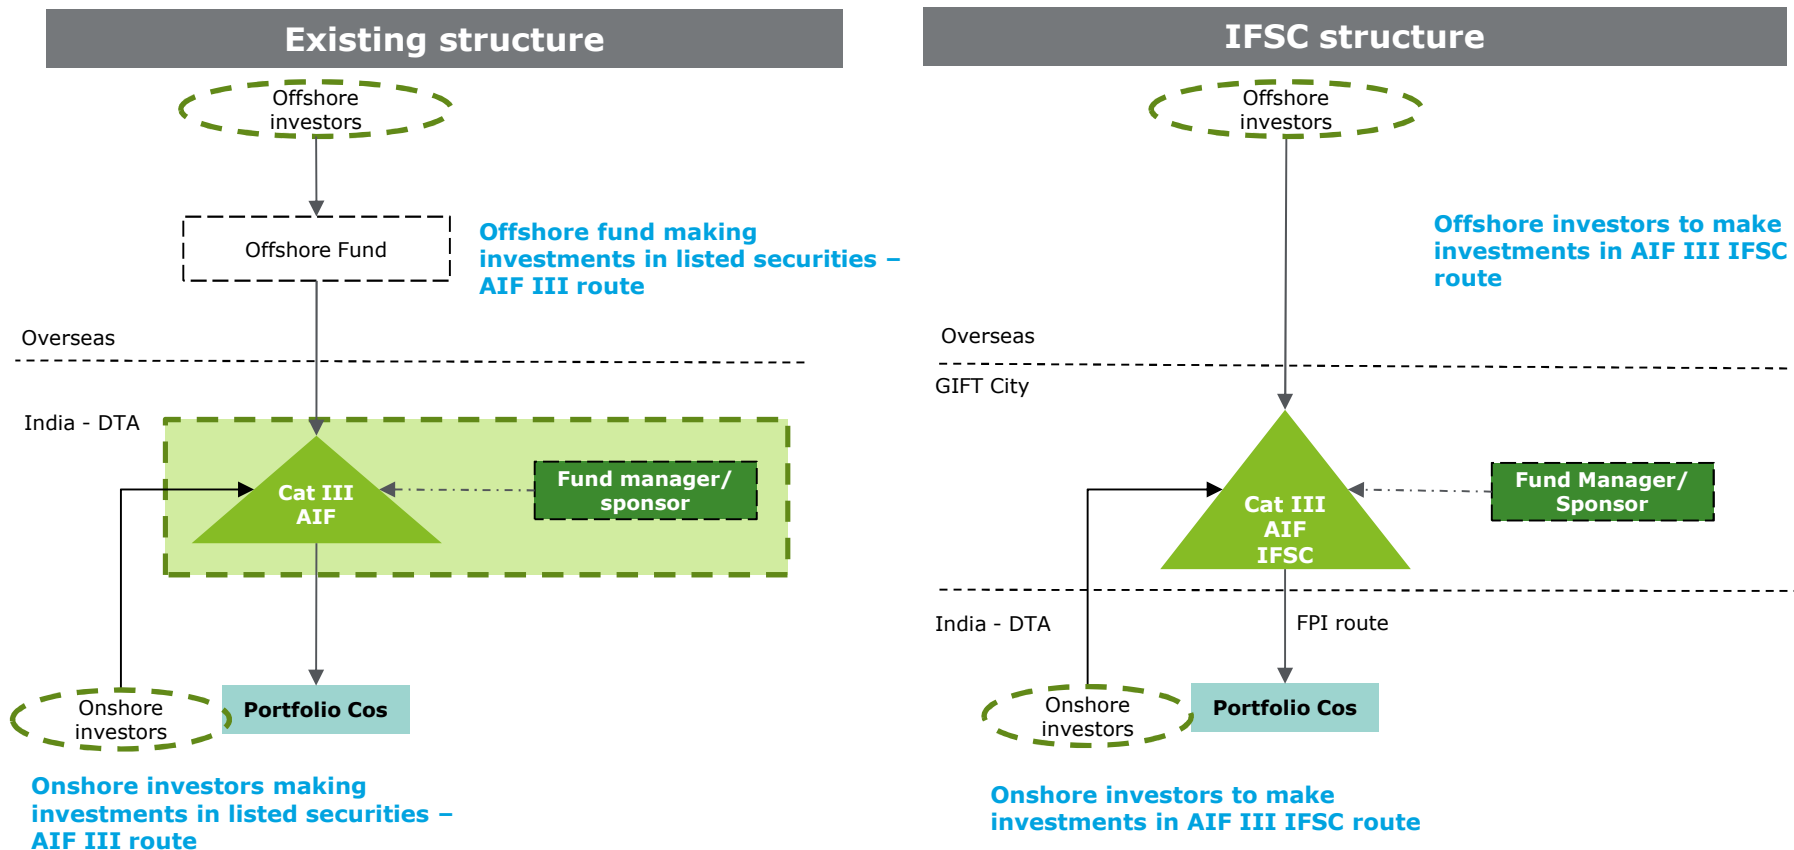 Existing structure
Offshore
investors
Offshore Fund
Offshore fund making
investments in listed securities –
AIF III route
Overseas
India - DTA
Cat III
AIF
Fund manager/
sponsor
Onshore
investors
Portfolio Cos
Onshore investors making
investments in listed securities –
AIF III route
IFSC structure
Offshore
investors
Offshore investors to make
investments in AIF III IFSC
route
Overseas
GIFT City
Cat III
AIF
IFSC
Fund Manager/
Sponsor
India - DTA
FPI route
Onshore
investors
Portfolio Cos
Onshore investors to make
investments in AIF III IFSC route